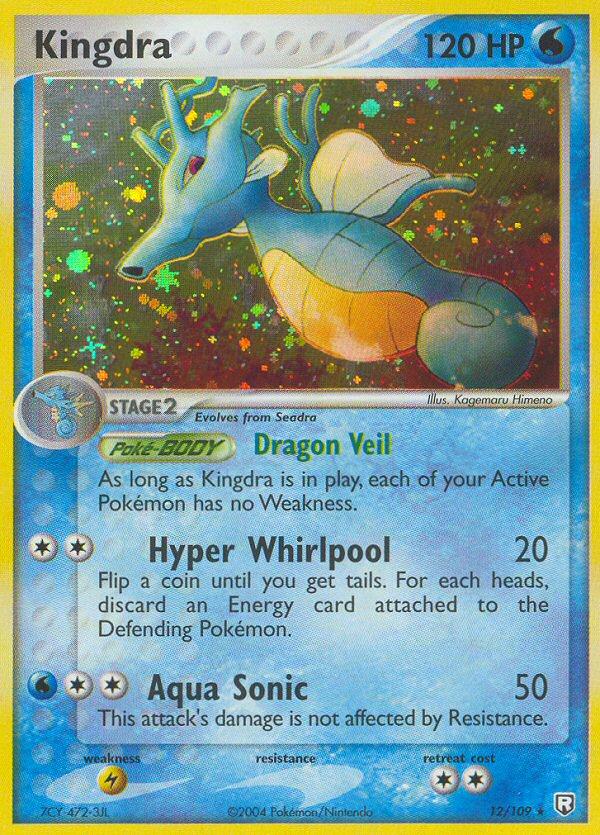 Kingdra 120 HP
Illus. Kagemaru Himeno
STAGE2
Evolves from Seadra
Poké-BODY Dragon Veil
As long as Kingdra is in play, each of your Active
Pokémon has no Weakness.
Hyper Whirlpool 20
Flip a coin until you get tails. For each heads,
discard an Energy card attached to the
Defending Pokémon.
Aqua Sonic 50
This attack's damage is not affected by Resistance.
weakness resistance retreat cost
7CY-472-3JL ©2004 Pokémon/Nintendo 12/109 ★ R